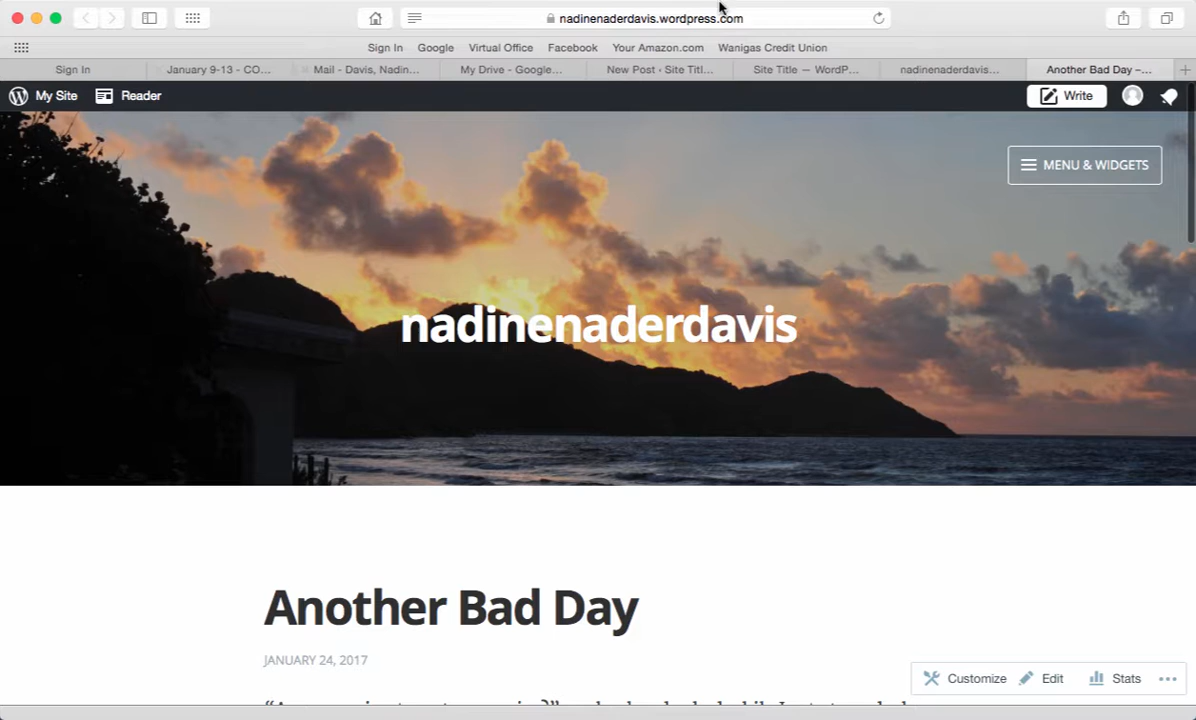 nadinenaderdavis.wordpress.com
Sign In Google Virtual Office Facebook Your Amazon.com Wanigas Credit Union
Sign In January 9-13 - CO... Mail - Davis, Nadin... My Drive - Google... New Post ‹ Site Titl... Site Title — WordP... nadinenaderdavis... Another Bad Day –...
My Site Reader Write
MENU & WIDGETS
nadinenaderdavis
Another Bad Day
JANUARY 24, 2017
Customize Edit Stats